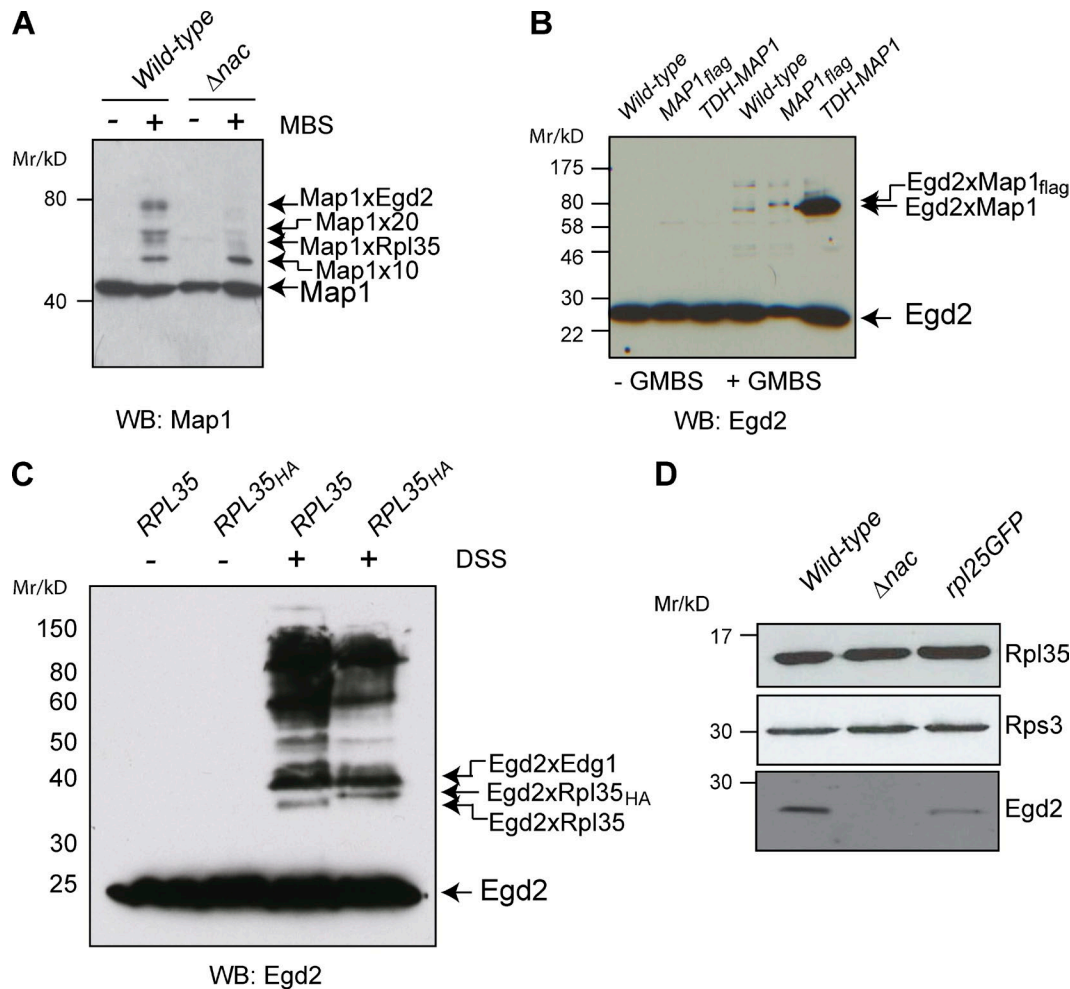 A
Wild-type
Δnac
- + - + MBS
Mr/kD
80
40
Map1xEgd2
Map1x20
Map1xRpl35
Map1x10
Map1
WB: Map1
B
Wild-type
MAP1flag
TDH-MAP1
Wild-type
MAP1flag
TDH-MAP1
Mr/kD
175
80
58
46
30
22
Egd2xMap1flag
Egd2xMap1
Egd2
- GMBS + GMBS
WB: Egd2
C
RPL35
RPL35HA
RPL35
RPL35HA
- - + + DSS
Mr/kD
150
80
60
50
40
30
25
Egd2xEdg1
Egd2xRpl35HA
Egd2xRpl35
Egd2
WB: Egd2
D
Wild-type
Δnac
rpl25GFP
Mr/kD
17
Rpl35
30
Rps3
30
Egd2